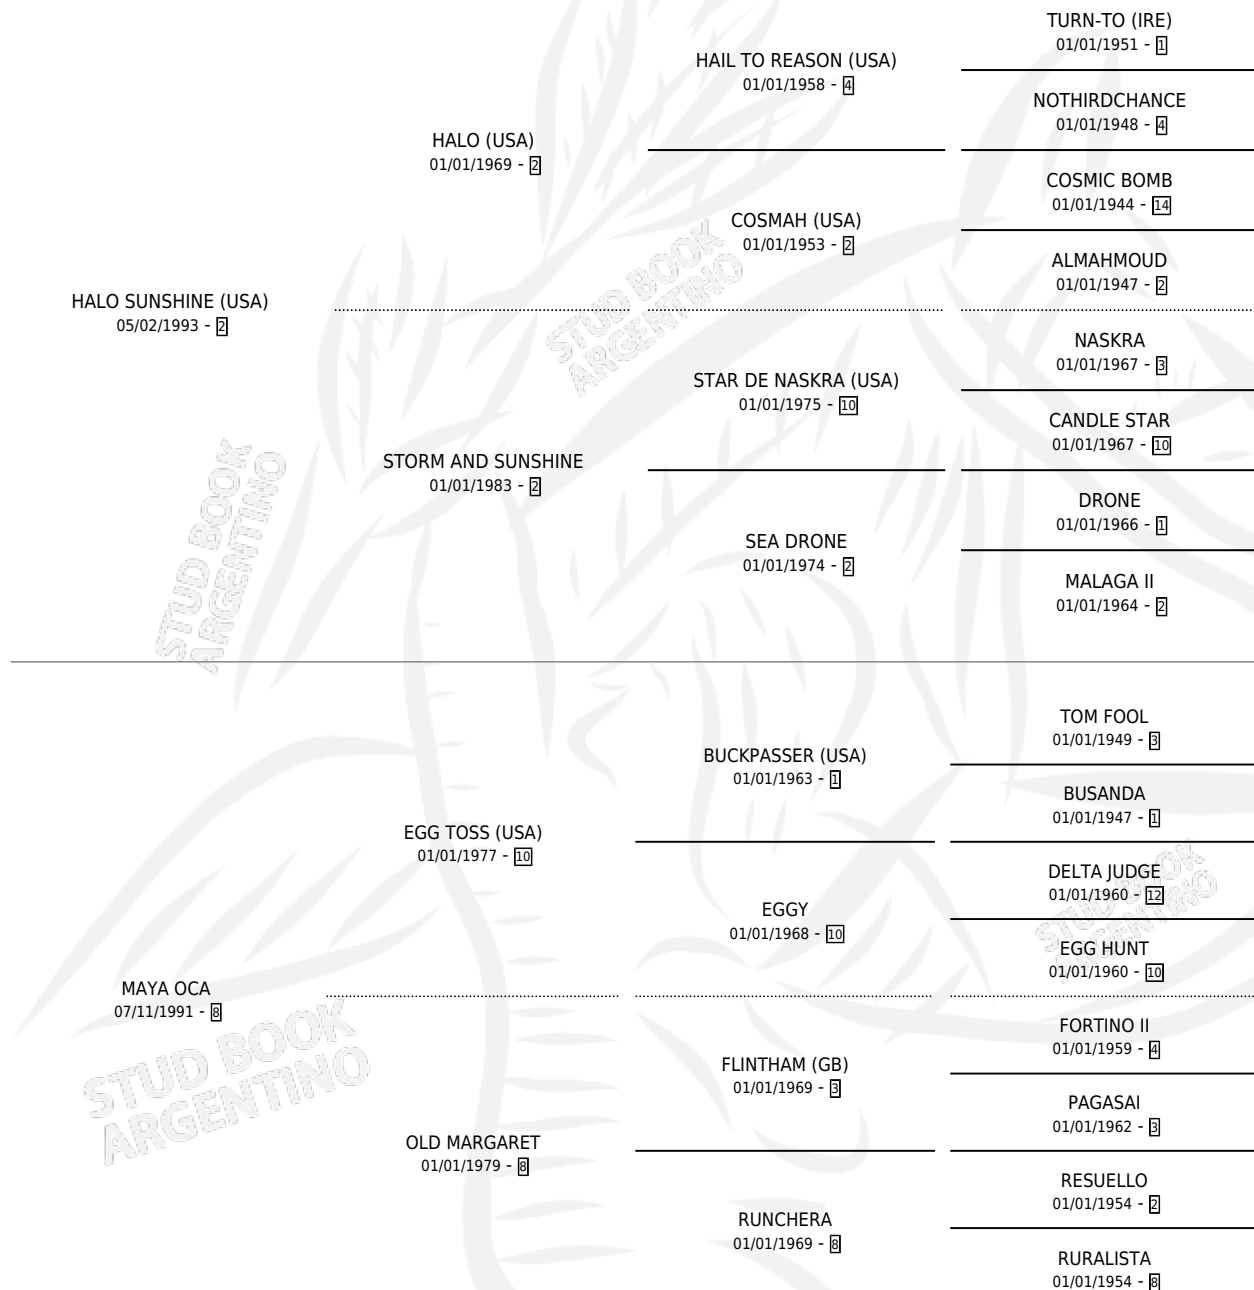 HALO SUNSHINE (USA)
05/02/1993 - 2
HALO (USA)
01/01/1969 - 2
STORM AND SUNSHINE
01/01/1983 - 2
HAIL TO REASON (USA)
01/01/1958 - 4
COSMAH (USA)
01/01/1953 - 2
STAR DE NASKRA (USA)
01/01/1975 - 10
SEA DRONE
01/01/1974 - 2
TURN-TO (IRE)
01/01/1951 - 1
NOTHIRDCHANCE
01/01/1948 - 4
COSMIC BOMB
01/01/1944 - 14
ALMAHMOUD
01/01/1947 - 2
NASKRA
01/01/1967 - 3
CANDLE STAR
01/01/1967 - 10
DRONE
01/01/1966 - 1
MALAGA II
01/01/1964 - 2
MAYA OCA
07/11/1991 - 8
EGG TOSS (USA)
01/01/1977 - 10
OLD MARGARET
01/01/1979 - 8
BUCKPASSER (USA)
01/01/1963 - 1
EGGY
01/01/1968 - 10
FLINTHAM (GB)
01/01/1969 - 3
RUNCHERA
01/01/1969 - 8
TOM FOOL
01/01/1949 - 3
BUSANDA
01/01/1947 - 1
DELTA JUDGE
01/01/1960 - 12
EGG HUNT
01/01/1960 - 10
FORTINO II
01/01/1959 - 4
PAGASAI
01/01/1962 - 3
RESUELLO
01/01/1954 - 2
RURALISTA
01/01/1954 - 8
STUD BOOK
ARGENTINO
STUD BOOK
ARGENTINO
STUD BOOK
ARGENTINO
STUD BOOK
ARGENTINO